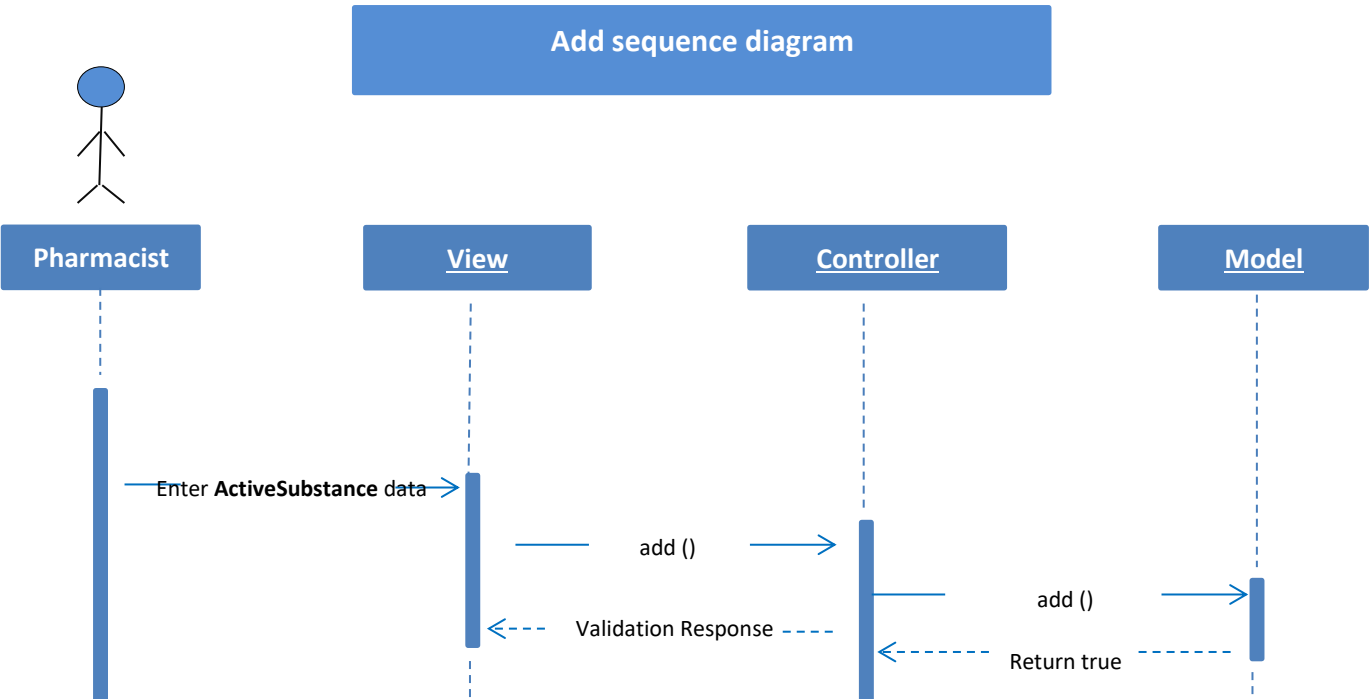 Add sequence diagram
Pharmacist
View
Controller
Model
Enter ActiveSubstance data
add ()
add ()
Validation Response
Return true